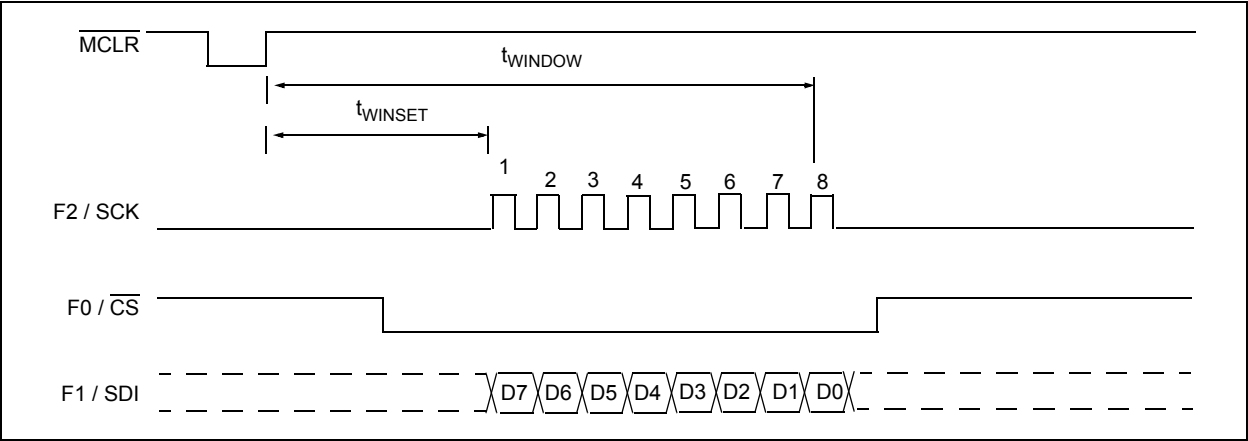 MCLR
tWINDOW
tWINSET
1 2 3 4 5 6 7 8
F2 / SCK
F0 / CS
F1 / SDI
D7 D6 D5 D4 D3 D2 D1 D0